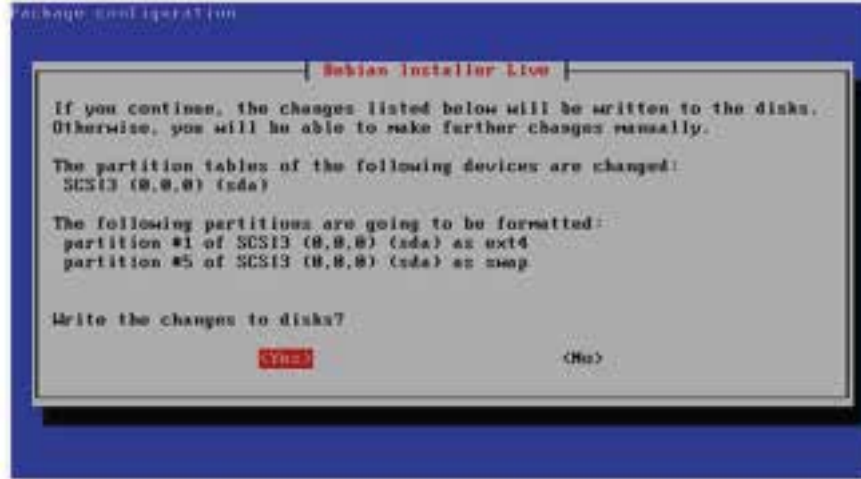 Package configuration
Debian Installer Live
If you continue, the changes listed below will be written to the disks.
Otherwise, you will be able to make further changes manually.
The partition tables of the following devices are changed:
SCSI3 (0,0,0) (sda)
The following partitions are going to be formatted:
partition #1 of SCSI3 (0,0,0) (sda) as ext4
partition #5 of SCSI3 (0,0,0) (sda) as swap
Write the changes to disks?
<Yes> <No>